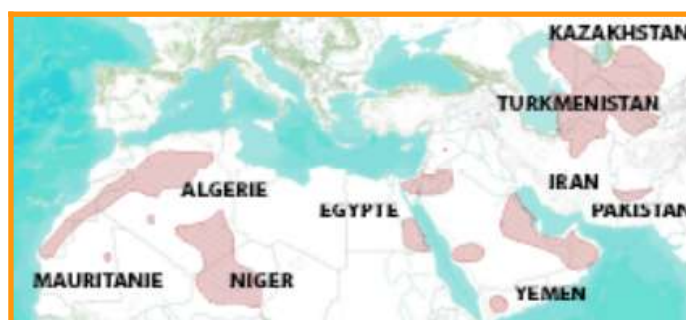 KAZAKHSTAN
TURKMENISTAN
ALGERIE
IRAN
EGYPTE
PAKISTAN
MAURITANIE
NIGER
YEMEN